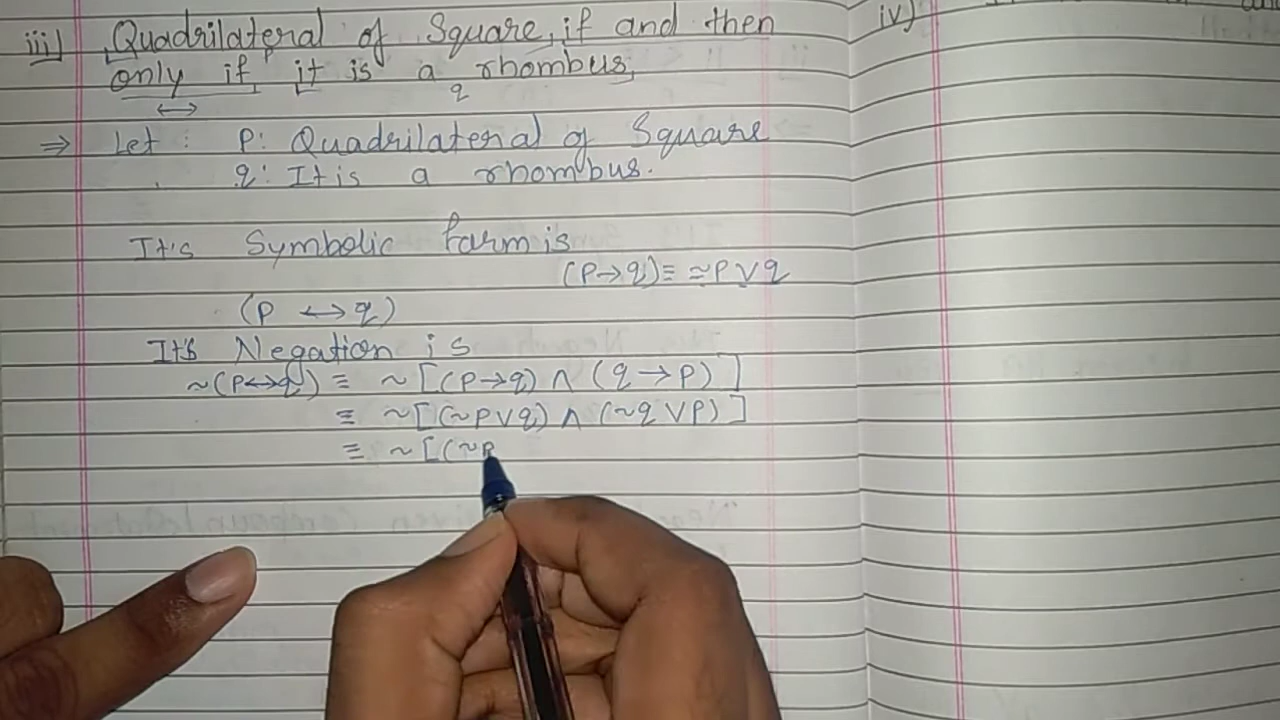 iii) Quadrilateral of Square, if and then
only if, it is a rhombus,
p
q
↔
⇒ Let : P: Quadrilateral of Square
q: It is a rhombus.
It's Symbolic farm is
(P→q) ≡ ~P∨q
(P ↔ q)
It's Negation is
~(P↔q) ≡ ~[(P→q) ∧ (q→P)]
≡ ~[(~P∨q) ∧ (~q∨P)]
≡ ~[(~P
iv)